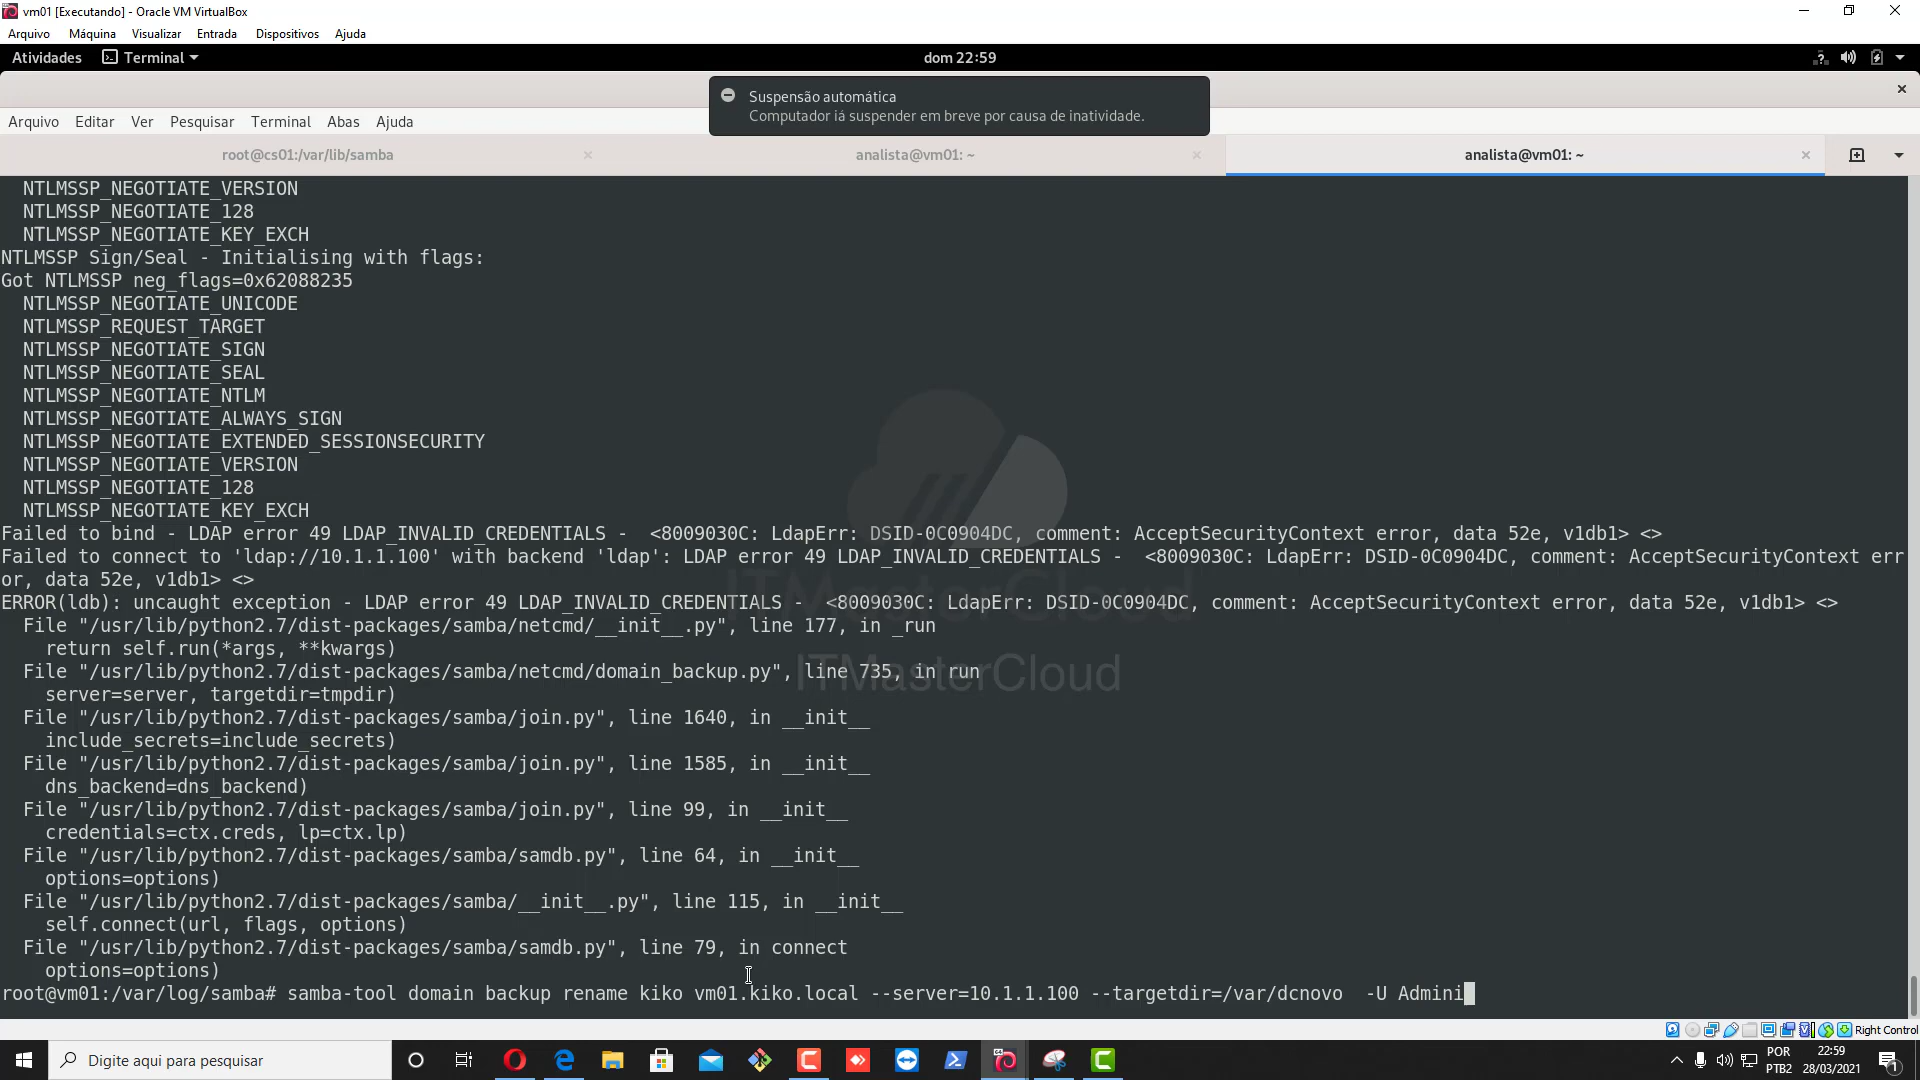 vm01 [Executando] - Oracle VM VirtualBox
Arquivo Máquina Visualizar Entrada Dispositivos Ajuda
Atividades Terminal dom 22:59
Suspensão automática
Computador iá suspender em breve por causa de inatividade.
Arquivo Editar Ver Pesquisar Terminal Abas Ajuda
root@cs01:/var/lib/samba analista@vm01: ~ analista@vm01: ~
NTLMSSP_NEGOTIATE_VERSION
NTLMSSP_NEGOTIATE_128
NTLMSSP_NEGOTIATE_KEY_EXCH
NTLMSSP Sign/Seal - Initialising with flags:
Got NTLMSSP neg_flags=0x62088235
NTLMSSP_NEGOTIATE_UNICODE
NTLMSSP_REQUEST_TARGET
NTLMSSP_NEGOTIATE_SIGN
NTLMSSP_NEGOTIATE_SEAL
NTLMSSP_NEGOTIATE_NTLM
NTLMSSP_NEGOTIATE_ALWAYS_SIGN
NTLMSSP_NEGOTIATE_EXTENDED_SESSIONSECURITY
NTLMSSP_NEGOTIATE_VERSION
NTLMSSP_NEGOTIATE_128
NTLMSSP_NEGOTIATE_KEY_EXCH
Failed to bind - LDAP error 49 LDAP_INVALID_CREDENTIALS -  <8009030C: LdapErr: DSID-0C0904DC, comment: AcceptSecurityContext error, data 52e, v1db1> <>
Failed to connect to 'ldap://10.1.1.100' with backend 'ldap': LDAP error 49 LDAP_INVALID_CREDENTIALS -  <8009030C: LdapErr: DSID-0C0904DC, comment: AcceptSecurityContext err
or, data 52e, v1db1> <>
ERROR(ldb): uncaught exception - LDAP error 49 LDAP_INVALID_CREDENTIALS -  <8009030C: LdapErr: DSID-0C0904DC, comment: AcceptSecurityContext error, data 52e, v1db1> <>
File "/usr/lib/python2.7/dist-packages/samba/netcmd/__init__.py", line 177, in _run
return self.run(*args, **kwargs)
File "/usr/lib/python2.7/dist-packages/samba/netcmd/domain_backup.py", line 735, in run
server=server, targetdir=tmpdir)
File "/usr/lib/python2.7/dist-packages/samba/join.py", line 1640, in __init__
include_secrets=include_secrets)
File "/usr/lib/python2.7/dist-packages/samba/join.py", line 1585, in __init__
dns_backend=dns_backend)
File "/usr/lib/python2.7/dist-packages/samba/join.py", line 99, in __init__
credentials=ctx.creds, lp=ctx.lp)
File "/usr/lib/python2.7/dist-packages/samba/samdb.py", line 64, in __init__
options=options)
File "/usr/lib/python2.7/dist-packages/samba/__init__.py", line 115, in __init__
self.connect(url, flags, options)
File "/usr/lib/python2.7/dist-packages/samba/samdb.py", line 79, in connect
options=options)
root@vm01:/var/log/samba# samba-tool domain backup rename kiko vm01.kiko.local --server=10.1.1.100 --targetdir=/var/dcnovo  -U Admini
ITMasterCloud
ITMasterCloud
Right Control
Digite aqui para pesquisar
POR
PTB2
22:59
28/03/2021
1